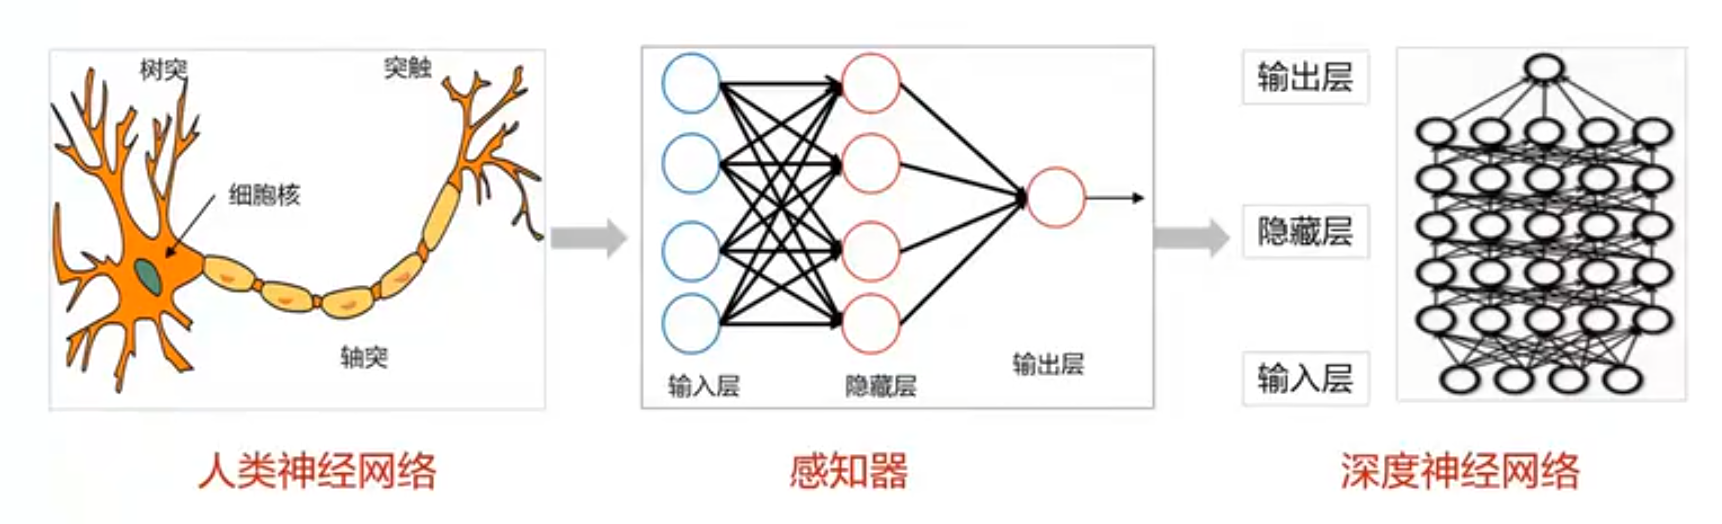 树突
突触
细胞核
轴突
人类神经网络
输入层
隐藏层
输出层
感知器
输出层
隐藏层
输入层
深度神经网络